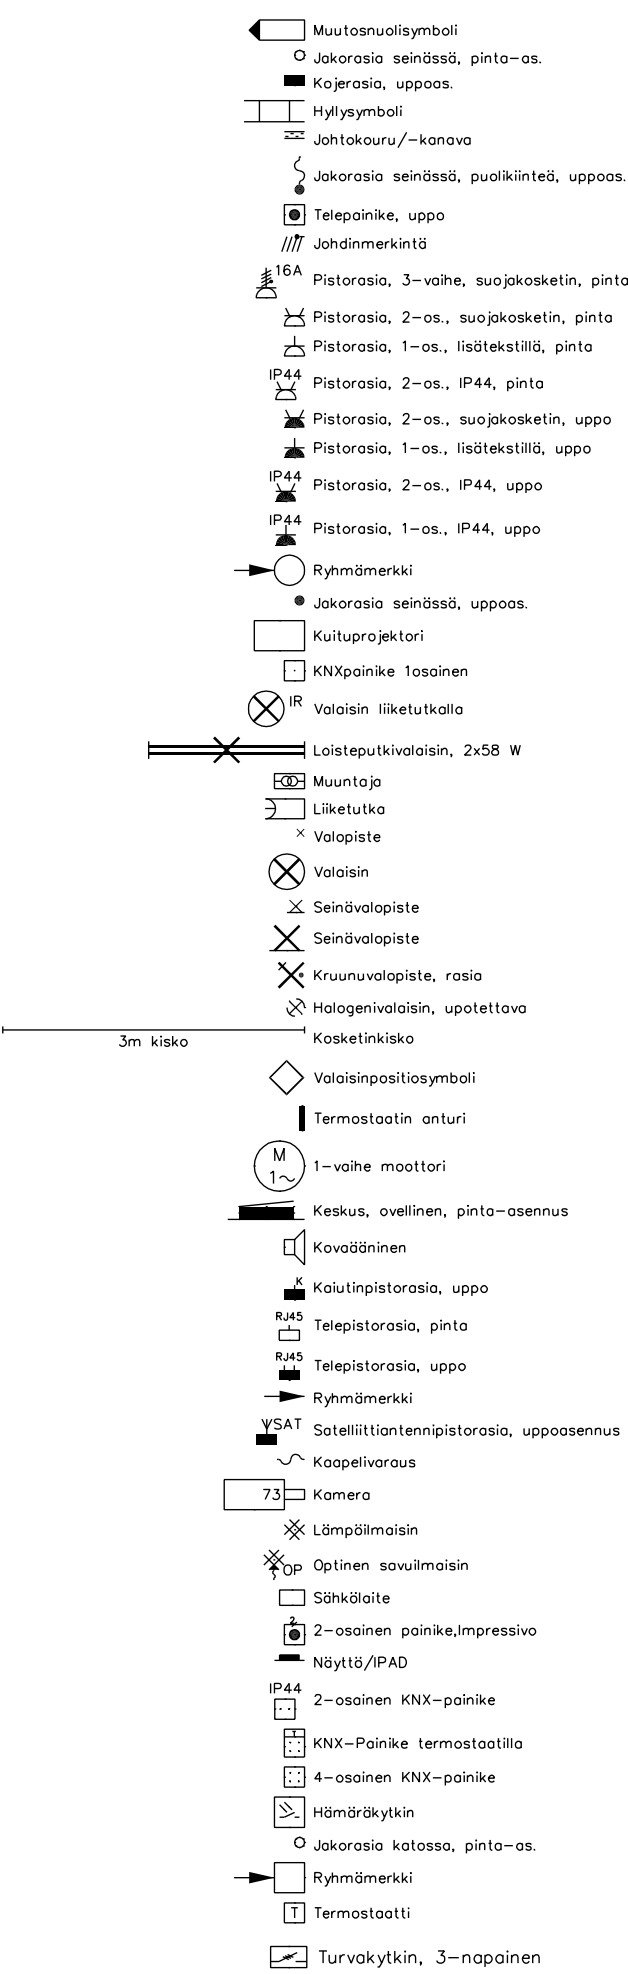 Muutosnuolisymboli
Jakorasia seinässä, pinta-as.
Kojerasia, uppoas.
Hyllysymboli
Johtokouru/-kanava
Jakorasia seinässä, puolikiinteä, uppoas.
Telepainike, uppo
Johdinmerkintä
16A Pistorasia, 3-vaihe, suojakosketin, pinta
Pistorasia, 2-os., suojakosketin, pinta
Pistorasia, 1-os., lisätekstillä, pinta
IP44
Pistorasia, 2-os., IP44, pinta
Pistorasia, 2-os., suojakosketin, uppo
Pistorasia, 1-os., lisätekstillä, uppo
IP44
Pistorasia, 2-os., IP44, uppo
IP44
Pistorasia, 1-os., IP44, uppo
Ryhmämerkki
Jakorasia seinässä, uppoas.
Kuituprojektori
KNXpainike 1osainen
IR Valaisin liiketutkalla
Loisteputkivalaisin, 2x58 W
Muuntaja
Liiketutka
Valopiste
Valaisin
Seinävalopiste
Seinävalopiste
Kruunuvalopiste, rasia
Halogenivalaisin, upotettava
3m kisko Kosketinkisko
Valaisinpositiosymboli
Termostaatin anturi
M
1~ 1-vaihe moottori
Keskus, ovellinen, pinta-asennus
Kovaääninen
K
Kaiutinpistorasia, uppo
RJ45
Telepistorasia, pinta
RJ45
Telepistorasia, uppo
Ryhmämerkki
SAT Satelliittiantennipistorasia, uppoasennus
Kaapelivaraus
73 Kamera
Lämpöilmaisin
OP Optinen savuilmaisin
Sähkölaite
2
2-osainen painike,Impressivo
Näyttö/IPAD
IP44
2-osainen KNX-painike
T
KNX-Painike termostaatilla
4-osainen KNX-painike
Hämäräkytkin
Jakorasia katossa, pinta-as.
Ryhmämerkki
T Termostaatti
Turvakytkin, 3-napainen